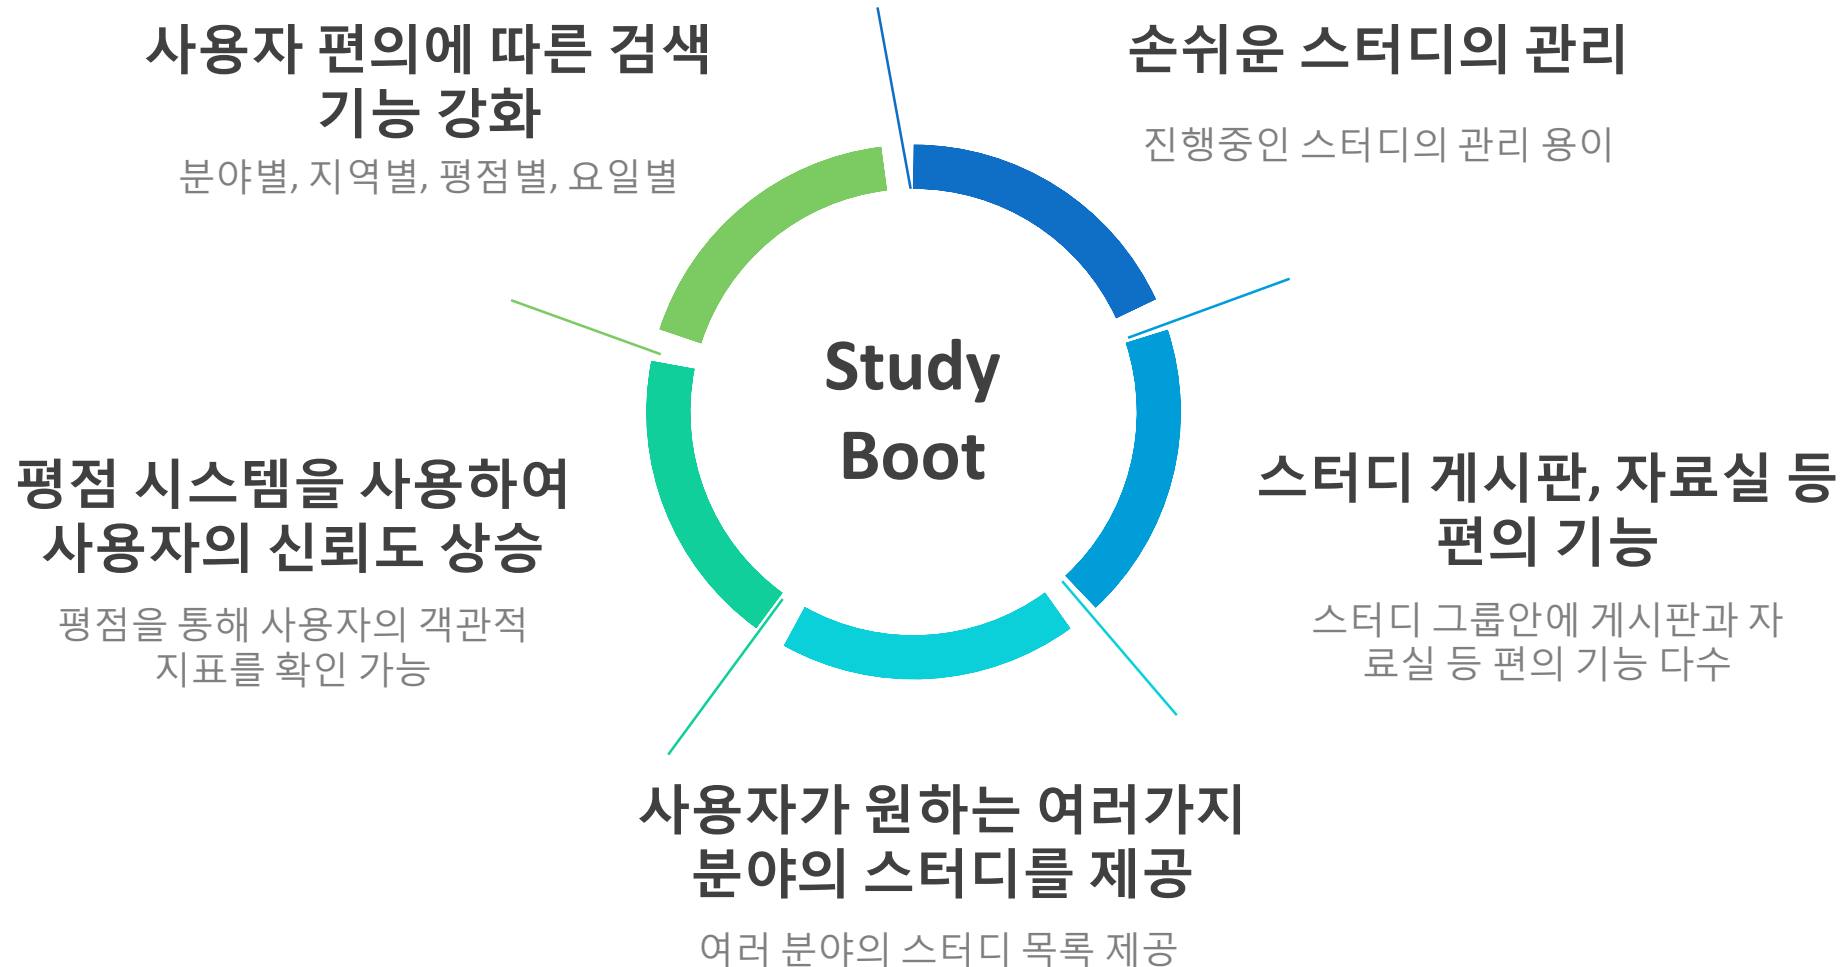 사용자 편의에 따른 검색
기능 강화
분야별, 지역별, 평점별, 요일별
손쉬운 스터디의 관리
진행중인 스터디의 관리 용이
Study
Boot
평점 시스템을 사용하여
사용자의 신뢰도 상승
평점을 통해 사용자의 객관적
지표를 확인 가능
스터디 게시판, 자료실 등
편의 기능
스터디 그룹안에 게시판과 자
료실 등 편의 기능 다수
사용자가 원하는 여러가지
분야의 스터디를 제공
여러 분야의 스터디 목록 제공